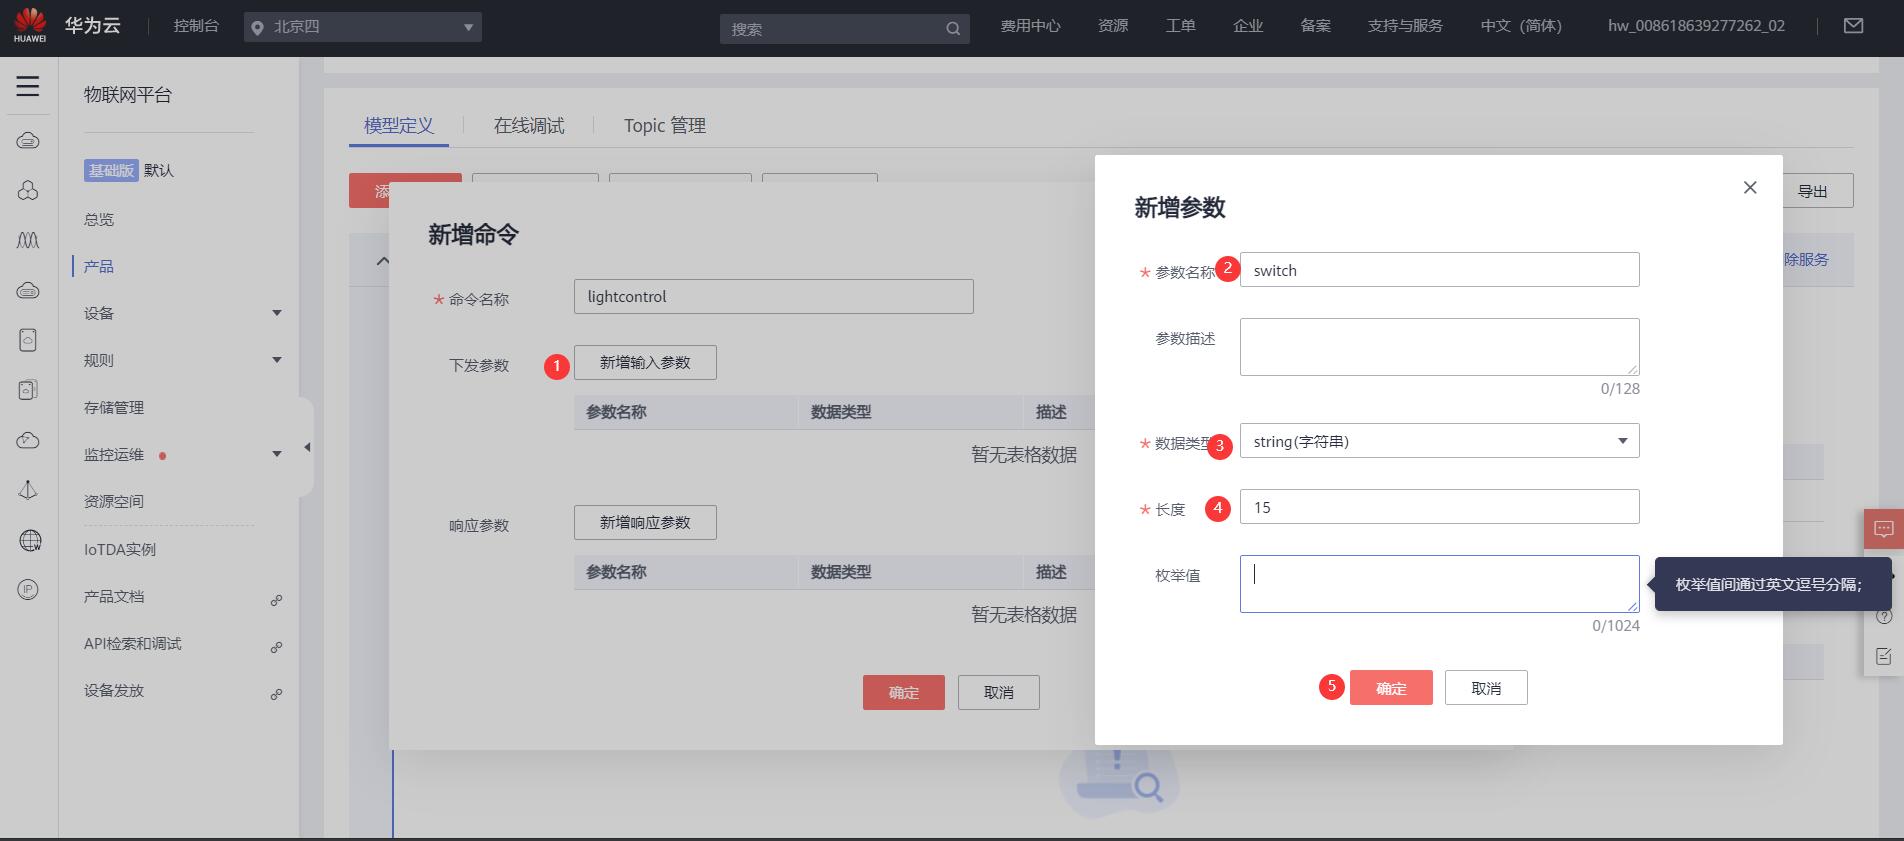 HUAWEI
华为云
控制台
北京四
搜索
费用中心
资源
工单
企业
备案
支持与服务
中文（简体）
hw_008618639277262_02
物联网平台
基础版 默认
总览
产品
设备
规则
存储管理
监控运维
资源空间
IoTDA实例
产品文档
API检索和调试
设备发放
模型定义
在线调试
Topic 管理
导出
除服务
新增命令
* 命令名称
lightcontrol
下发参数
1
新增输入参数
参数名称
数据类型
描述
暂无表格数据
响应参数
新增响应参数
参数名称
数据类型
描述
暂无表格数据
确定
取消
新增参数
* 参数名称
2
switch
参数描述
0/128
* 数据类型
3
string(字符串)
* 长度
4
15
枚举值
枚举值间通过英文逗号分隔；
0/1024
5
确定
取消